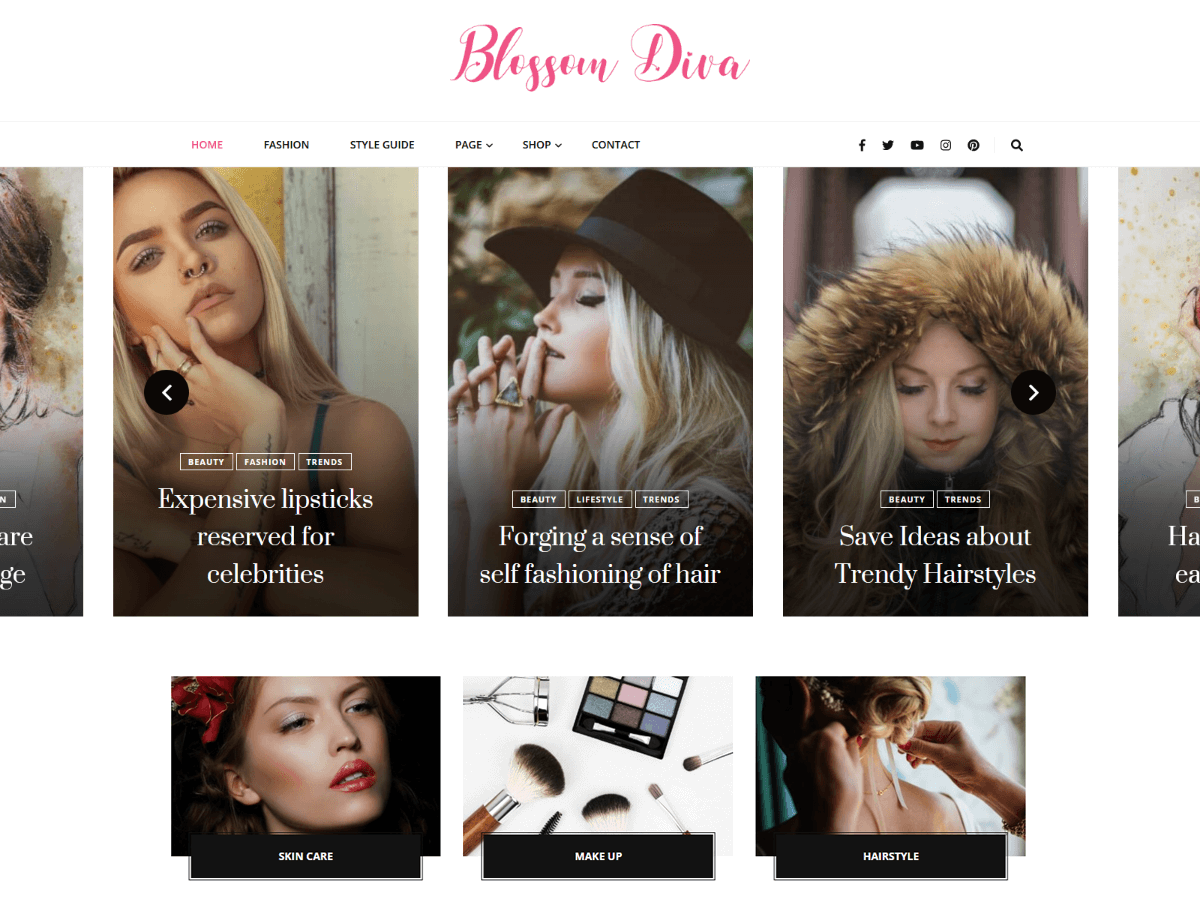 Blossom Diva
HOME FASHION STYLE GUIDE PAGE SHOP CONTACT
N
are
ge
BEAUTY FASHION TRENDS
Expensive lipsticks
reserved for
celebrities
BEAUTY LIFESTYLE TRENDS
Forging a sense of
self fashioning of hair
BEAUTY TRENDS
Save Ideas about
Trendy Hairstyles
B
Ha
ea
SKIN CARE
MAKE UP
HAIRSTYLE